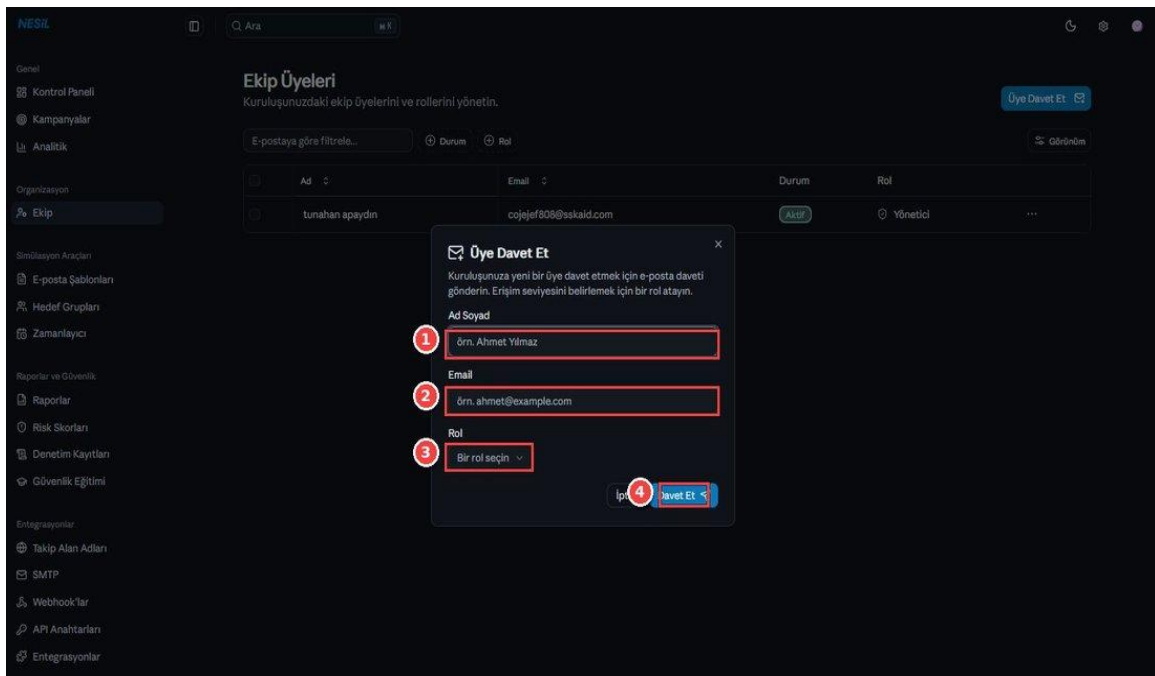 NESİL
Ara
⌘ K
Genel
Kontrol Paneli
Kampanyalar
Analitik
Organizasyon
Ekip
Simülasyon Araçları
E-posta Şablonları
Hedef Grupları
Zamanlayıcı
Raporlar ve Güvenlik
Raporlar
Risk Skorları
Denetim Kayıtları
Güvenlik Eğitimi
Entegrasyonlar
Takip Alan Adları
SMTP
Webhook'lar
API Anahtarları
Entegrasyonlar
Ekip Üyeleri
Kuruluşunuzdaki ekip üyelerini ve rollerini yönetin.
Üye Davet Et
E-postaya göre filtrele...
Durum
Rol
Görünüm
Ad Email Durum Rol
tunahan apaydın cojejef808@sskaid.com Aktif Yönetici
Üye Davet Et
Kuruluşunuza yeni bir üye davet etmek için e-posta daveti
gönderin. Erişim seviyesini belirlemek için bir rol atayın.
Ad Soyad
1 örn. Ahmet Yılmaz
Email
2 örn. ahmet@example.com
Rol
3 Bir rol seçin
4 Davet Et